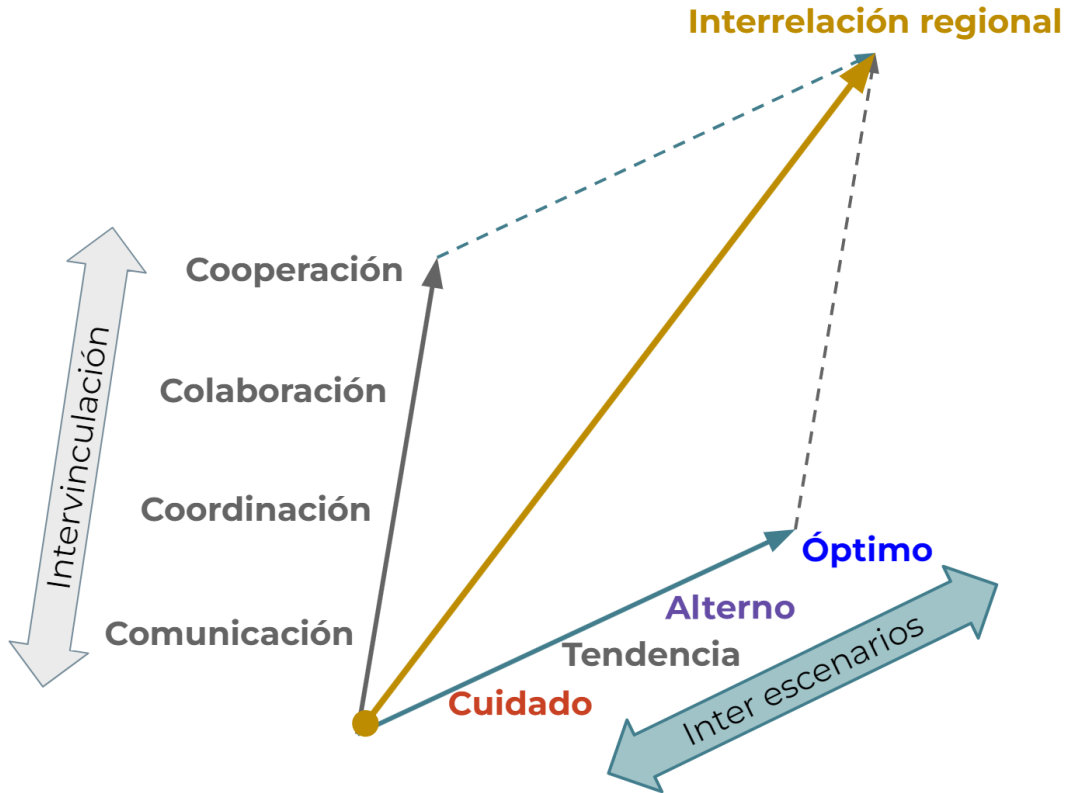 Interrelación regional
Cooperación
Colaboración
Intervinculación
Coordinación
Óptimo
Alterno
Comunicación
Tendencia
Inter escenarios
Cuidado